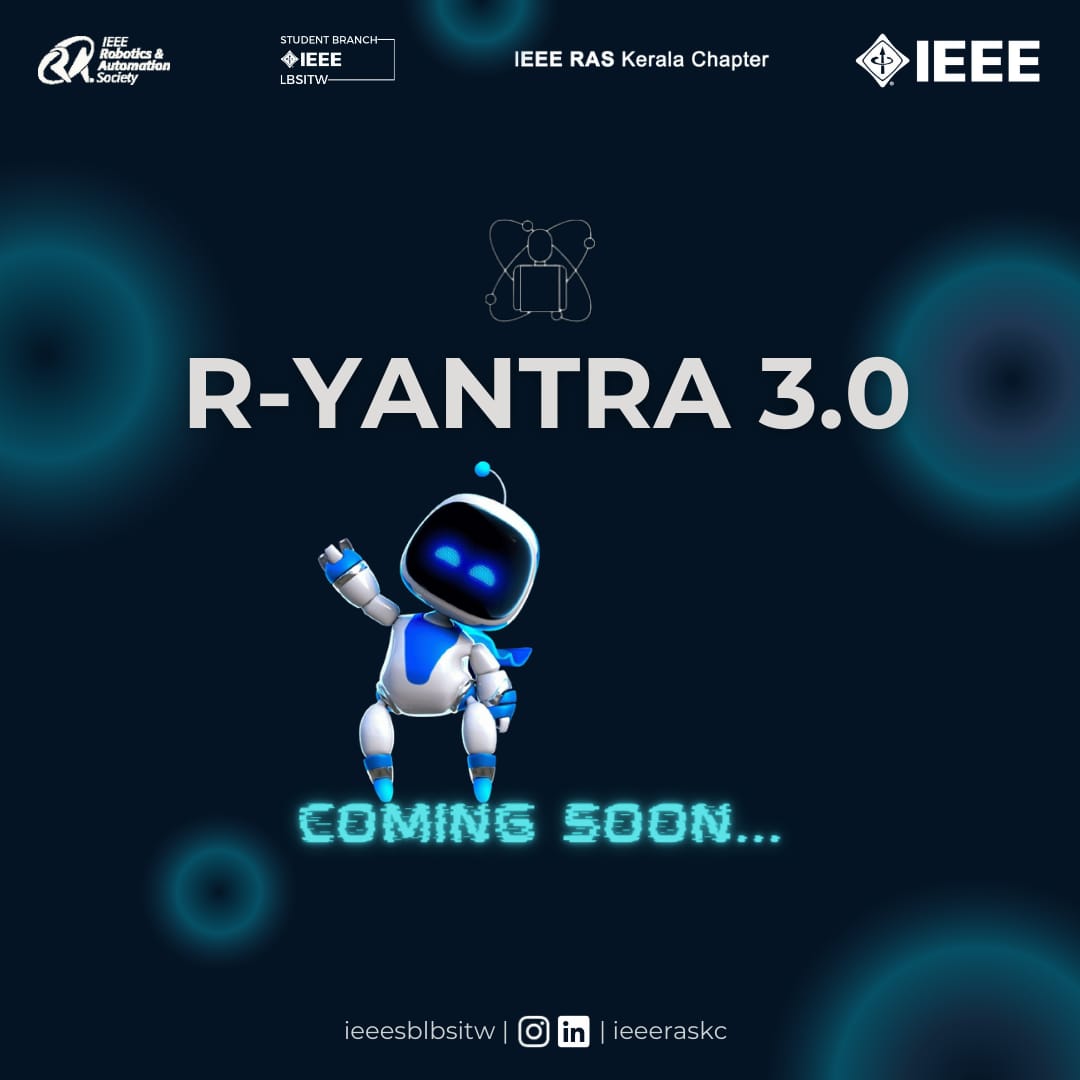 IEEE
Robotics &
Automation
Society
STUDENT BRANCH
IEEE
LBSITW
IEEE RAS Kerala Chapter
IEEE
R-YANTRA 3.0
COMING SOON...
ieeesblbsitw | in | ieeeraskc